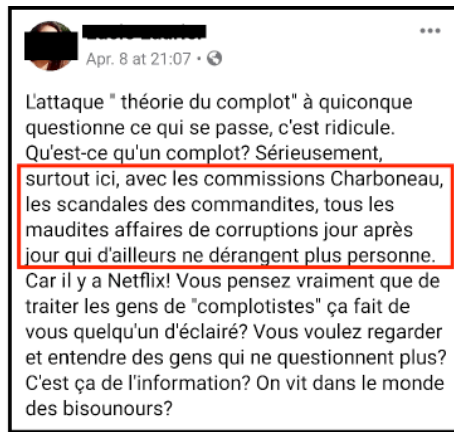 Apr. 8 at 21:07 ·
L'attaque " théorie du complot" à quiconque
questionne ce qui se passe, c'est ridicule.
Qu'est-ce qu'un complot? Sérieusement,
surtout ici, avec les commissions Charboneau,
les scandales des commandites, tous les
maudites affaires de corruptions jour après
jour qui d'ailleurs ne dérangent plus personne.
Car il y a Netflix! Vous pensez vraiment que de
traiter les gens de "complotistes" ça fait de
vous quelqu'un d'éclairé? Vous voulez regarder
et entendre des gens qui ne questionnent plus?
C'est ça de l'information? On vit dans le monde
des bisounours?